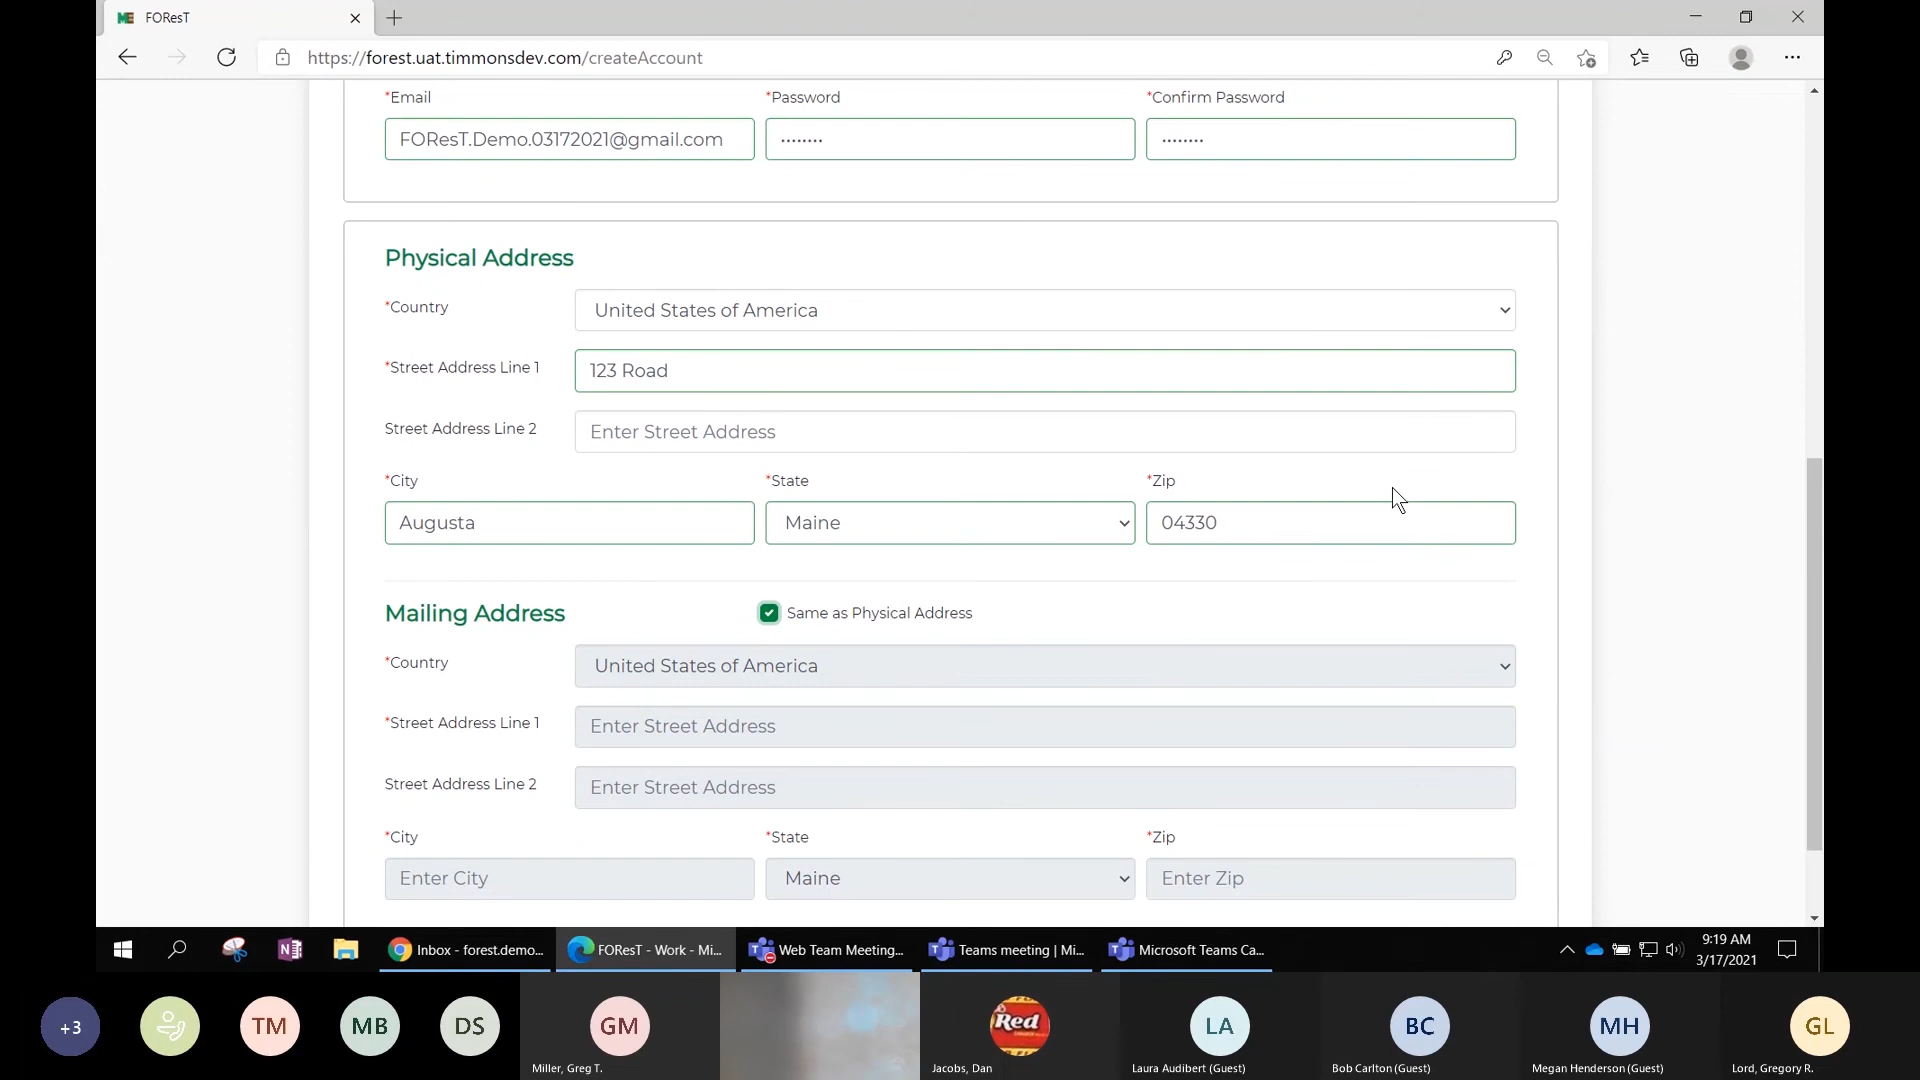 FOResT
https://forest.uat.timmonsdev.com/createAccount
*Email *Password *Confirm Password
FOResT.Demo.03172021@gmail.com •••••••• ••••••••
Physical Address
*Country United States of America
*Street Address Line 1 123 Road
Street Address Line 2 Enter Street Address
*City *State *Zip
Augusta Maine 04330
Mailing Address Same as Physical Address
*Country United States of America
*Street Address Line 1 Enter Street Address
Street Address Line 2 Enter Street Address
*City *State *Zip
Enter City Maine Enter Zip
Inbox - forest.demo... FOResT - Work - Mi... Web Team Meeting... Teams meeting | Mi... Microsoft Teams Ca... 9:19 AM
3/17/2021
+3 TM MB DS GM Red LA BC MH GL
Miller, Greg T. Jacobs, Dan Laura Audibert (Guest) Bob Carlton (Guest) Megan Henderson (Guest) Lord, Gregory R.